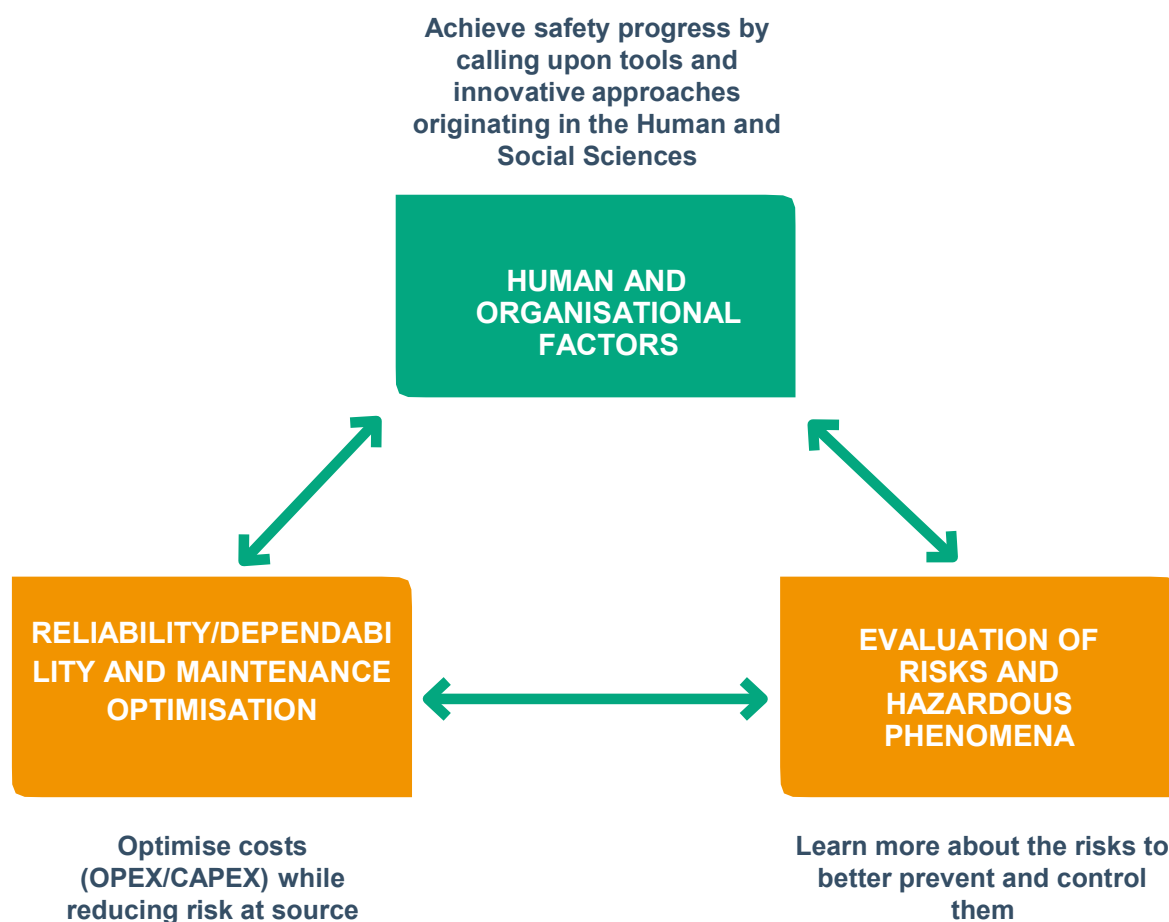 Achieve safety progress by
calling upon tools and
innovative approaches
originating in the Human and
Social Sciences
HUMAN AND
ORGANISATIONAL
FACTORS
RELIABILITY/DEPENDABI
LITY AND MAINTENANCE
OPTIMISATION
EVALUATION OF
RISKS AND
HAZARDOUS
PHENOMENA
Optimise costs
(OPEX/CAPEX) while
reducing risk at source
Learn more about the risks to
better prevent and control
them